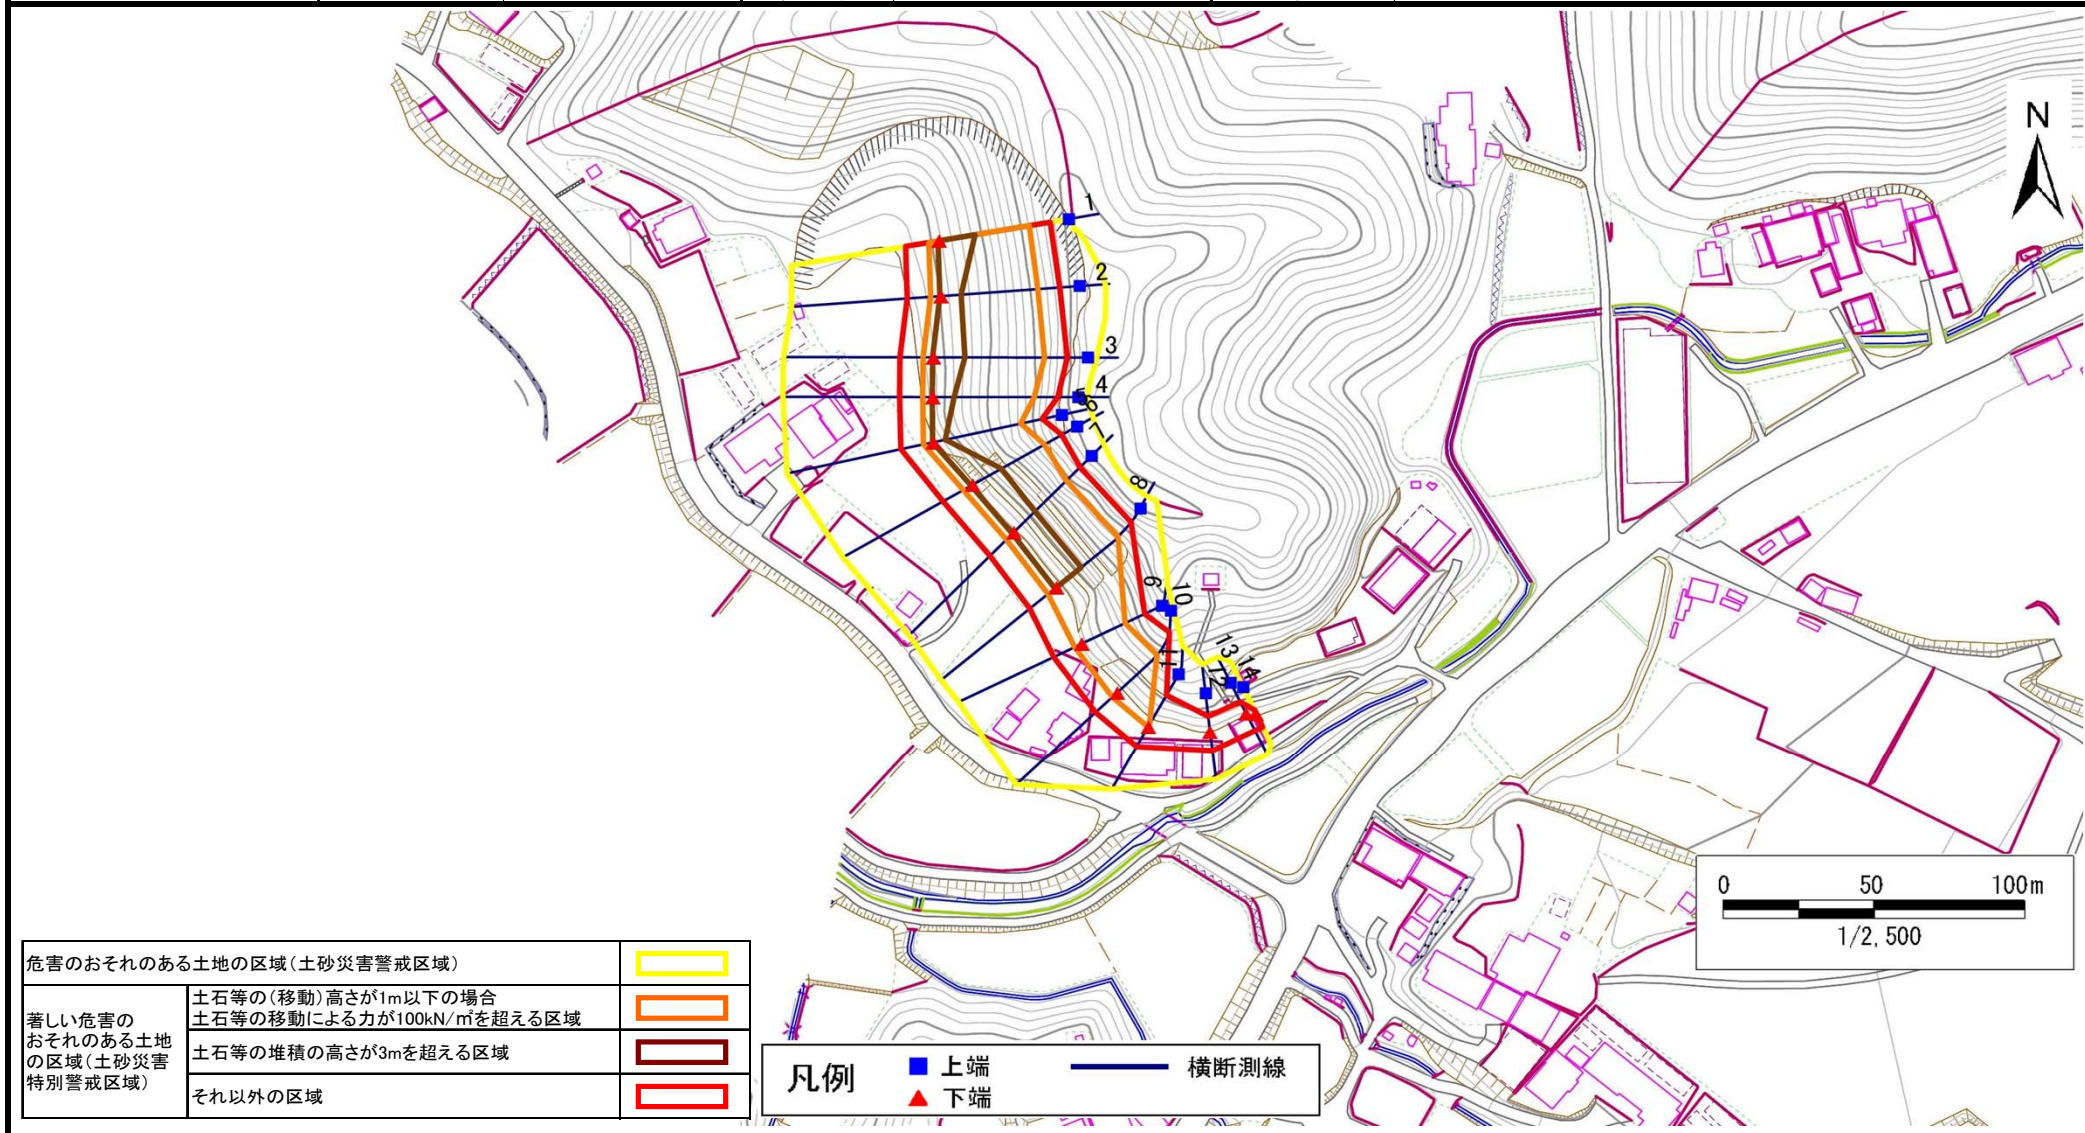 N
1
2
3
4
5
6
7
8
9
10
11
12
13
14
0 50 100m
1/2,500
危害のおそれのある土地の区域(土砂災害警戒区域)
著しい危害の
おそれのある土地
の区域(土砂災害
特別警戒区域)
土石等の(移動)高さが1m以下の場合
土石等の移動による力が100kN/㎡を超える区域
土石等の堆積の高さが3mを超える区域
それ以外の区域
凡例
上端
下端
横断測線